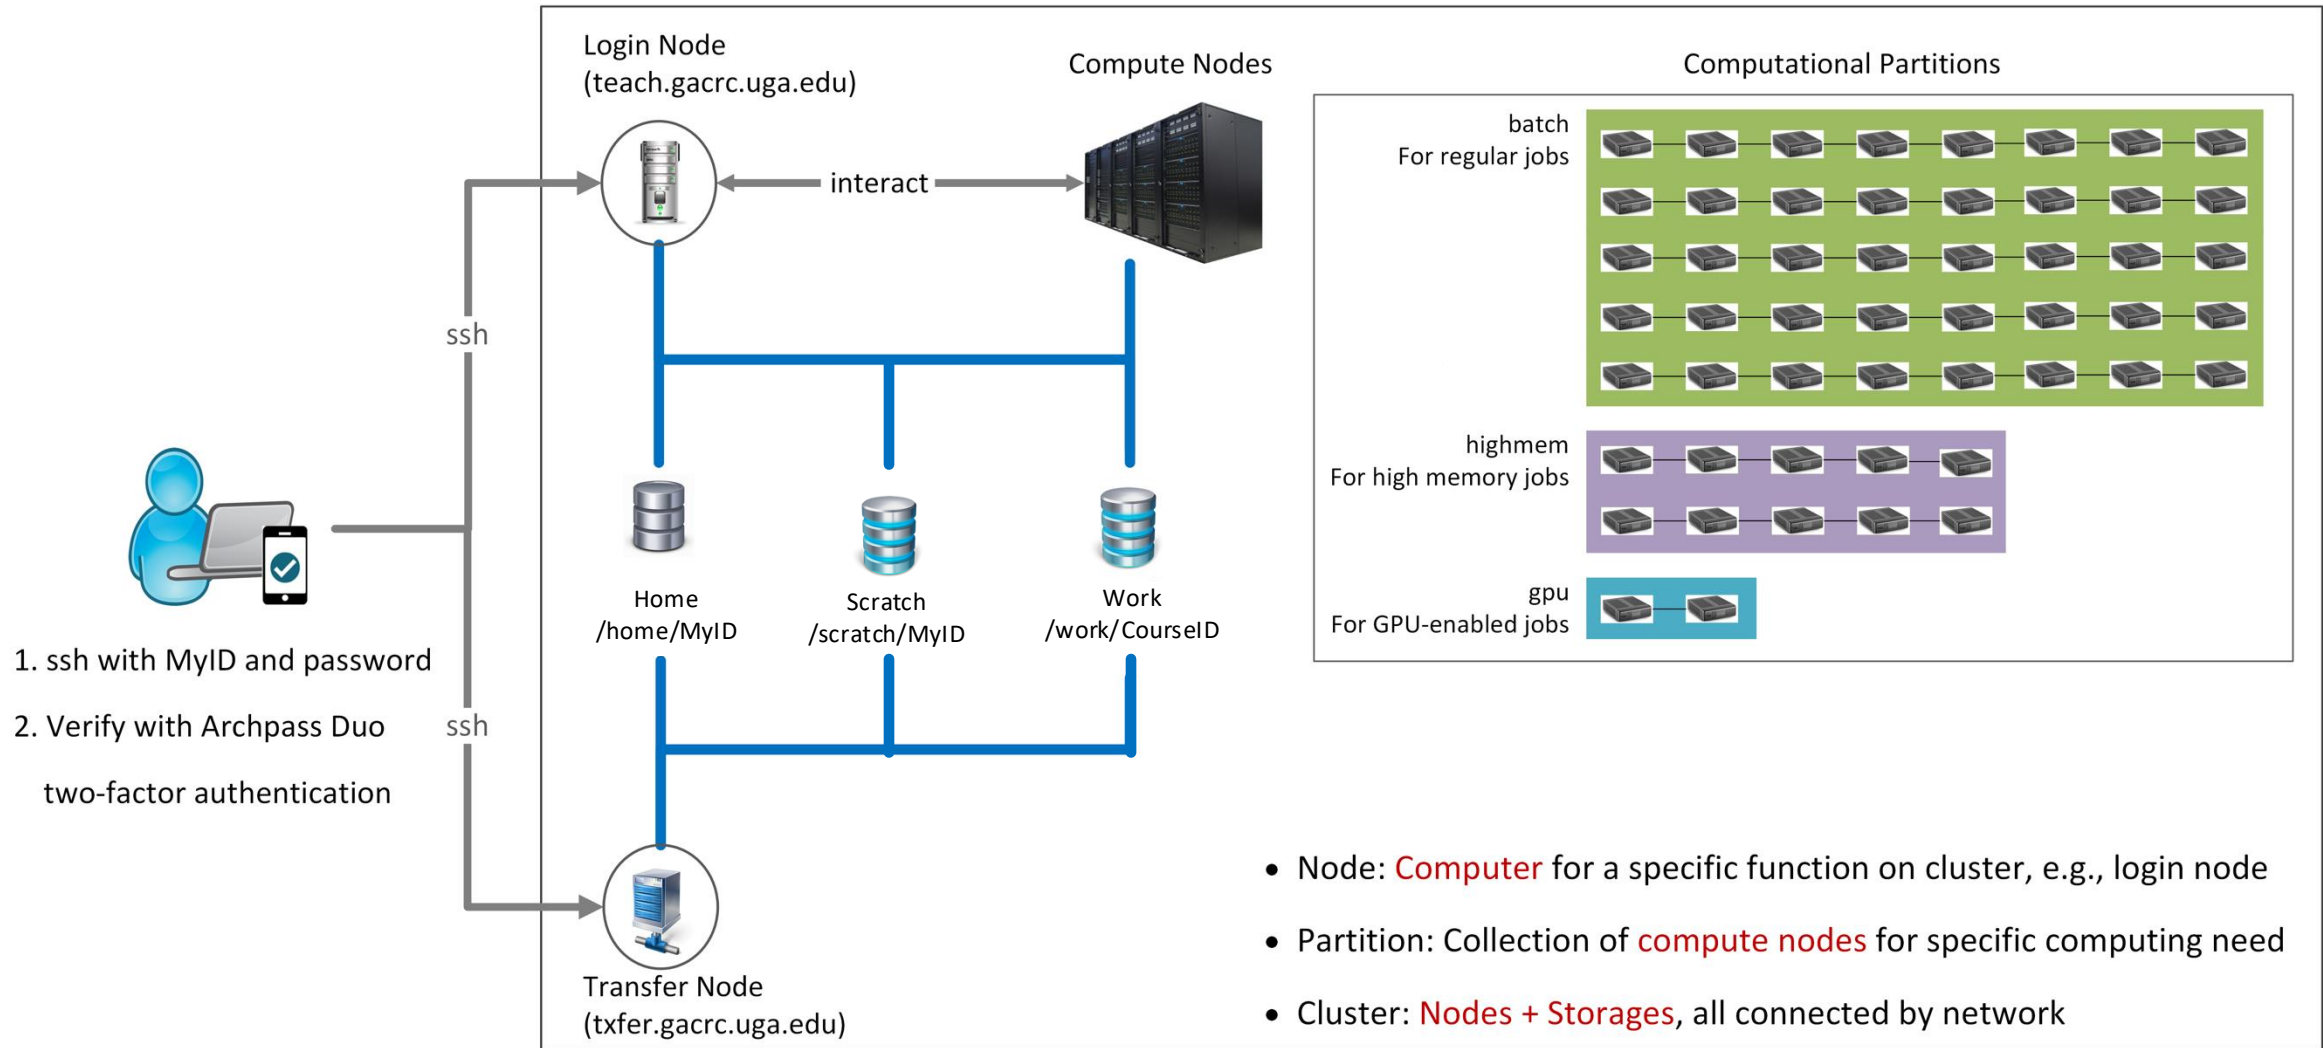 Login Node
(teach.gacrc.uga.edu)
Compute Nodes
Computational Partitions
batch
For regular jobs
interact
ssh
highmem
For high memory jobs
gpu
For GPU-enabled jobs
Home
/home/MyID
Scratch
/scratch/MyID
Work
/work/CourseID
1. ssh with MyID and password
2. Verify with Archpass Duo
two-factor authentication
ssh
Transfer Node
(txfer.gacrc.uga.edu)
• Node: Computer for a specific function on cluster, e.g., login node
• Partition: Collection of compute nodes for specific computing need
• Cluster: Nodes + Storages, all connected by network